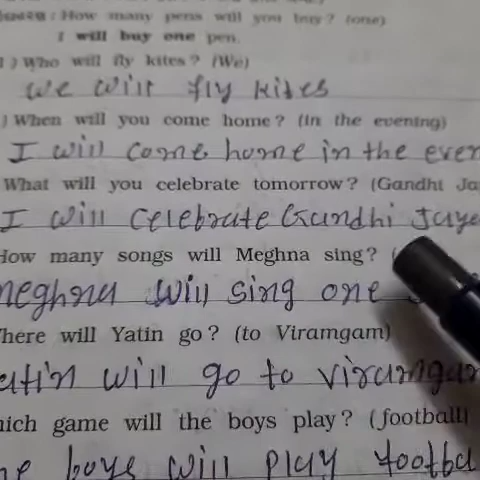 : How many pens will you buy? (one)
I will buy one pen.
) Who will fly kites? (We)
We will fly kites
) When will you come home? (in the evening)
I will come home in the
What will you celebrate tomorrow? (Gandhi
I will celebrate Gandhi
How many songs will Meghna sing? (
meghna will sing one
will Yatin go? (to Viramgam)
will go to
game will the boys play? (football)
boys will play